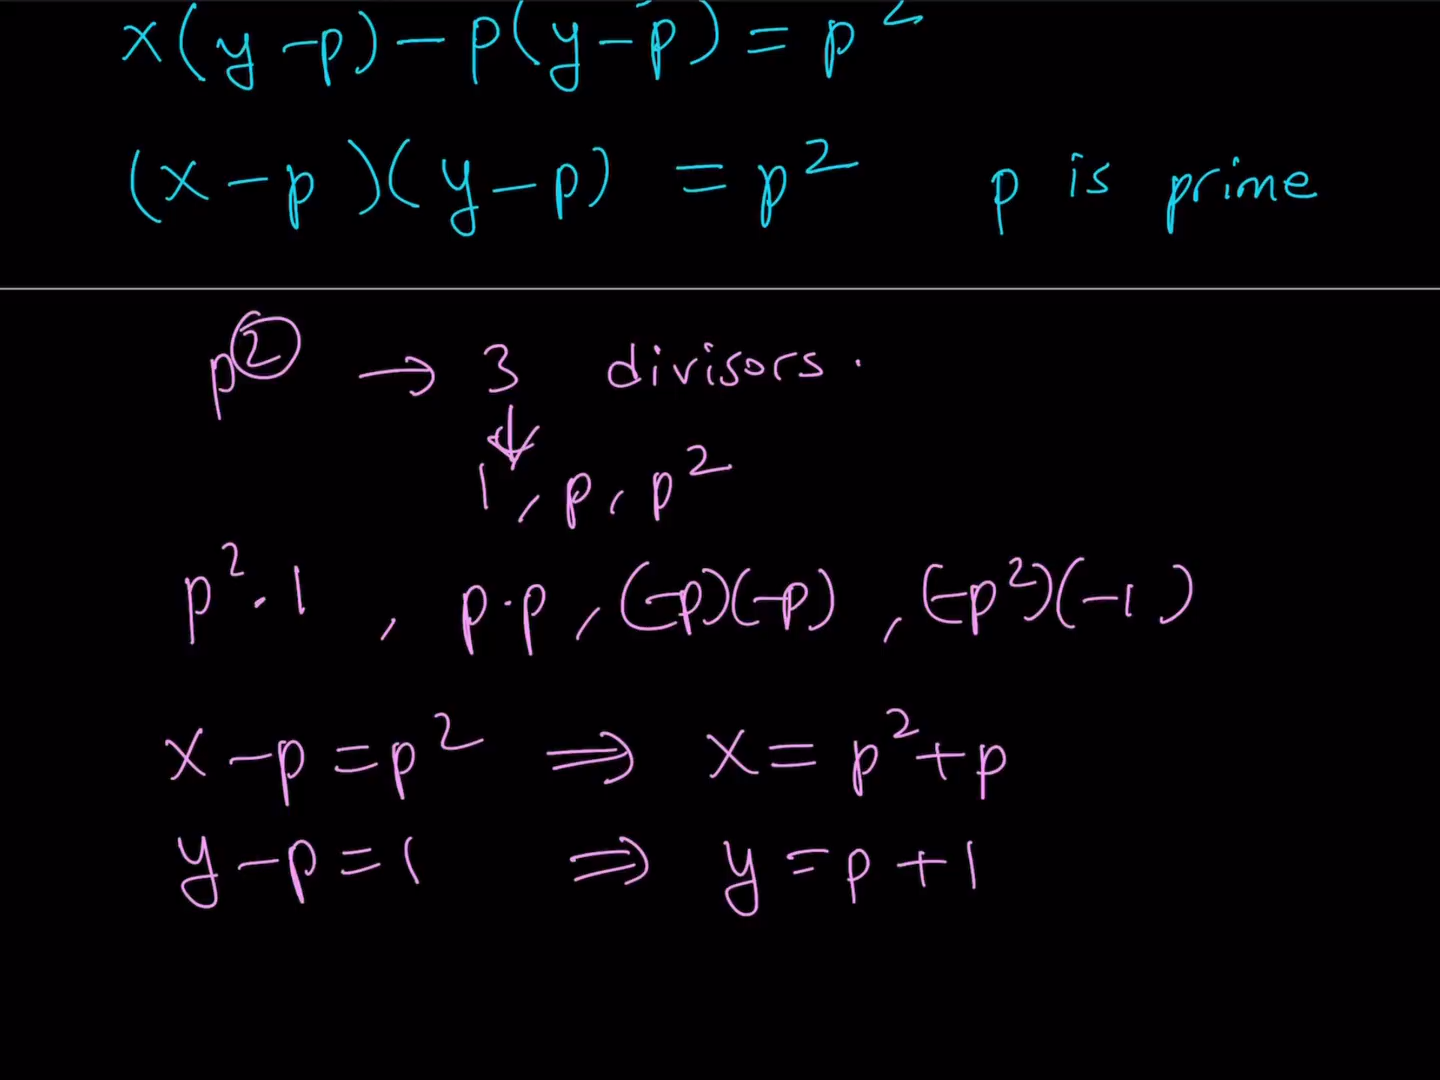 x(y-p)-p(y-p)=p²
(x-p)(y-p) = p² p is prime
p² → 3 divisors.
↓
1, p, p²
p²·1, p·p, (-p)(-p), (-p²)(-1)
x-p=p² ⇒ x=p²+p
y-p=1 ⇒ y=p+1